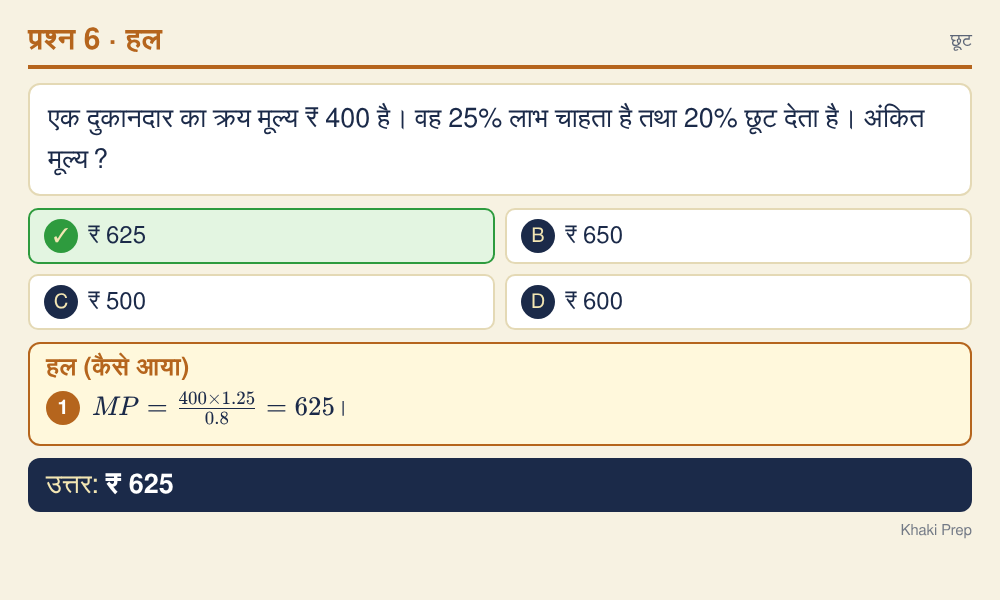 प्रश्न 6 · हल
छूट
एक दुकानदार का क्रय मूल्य ₹ 400 है। वह 25% लाभ चाहता है तथा 20% छूट देता है। अंकित
मूल्य ?
✓ ₹ 625
B ₹ 650
C ₹ 500
D ₹ 600
हल (कैसे आया)
1 MP = \frac{400×1.25}{0.8} = 625।
उत्तर: ₹ 625
Khaki Prep